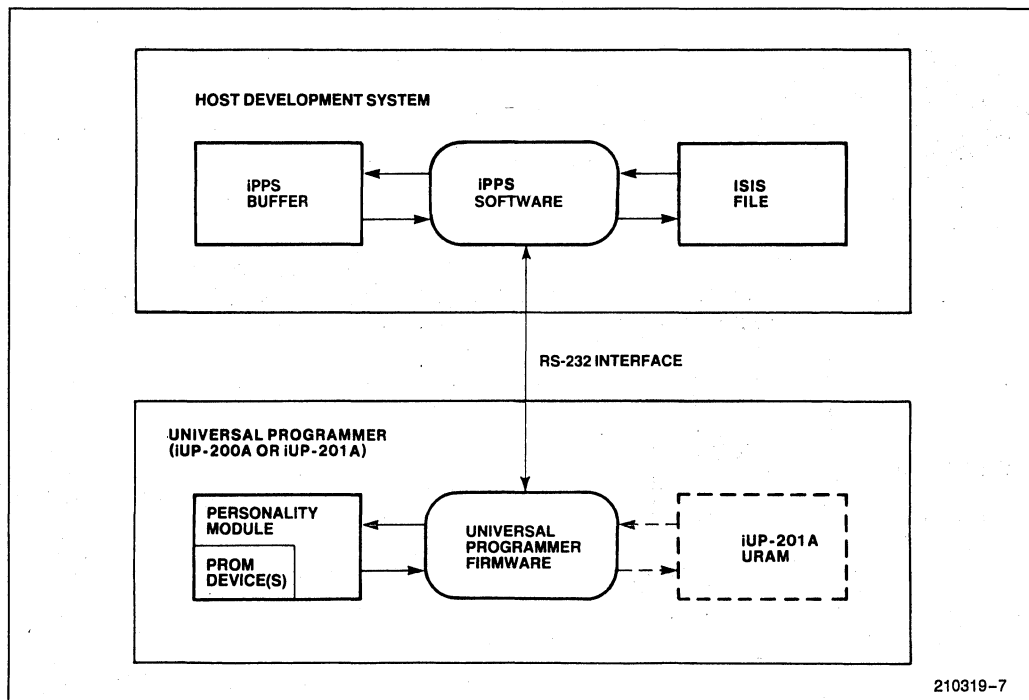 HOST DEVELOPMENT SYSTEM
iPPS
BUFFER
iPPS
SOFTWARE
ISIS
FILE
RS-232 INTERFACE
UNIVERSAL PROGRAMMER
(iUP-200A OR iUP-201A)
PERSONALITY
MODULE
PROM
DEVICE(S)
UNIVERSAL
PROGRAMMER
FIRMWARE
iUP-201A
URAM
210319-7